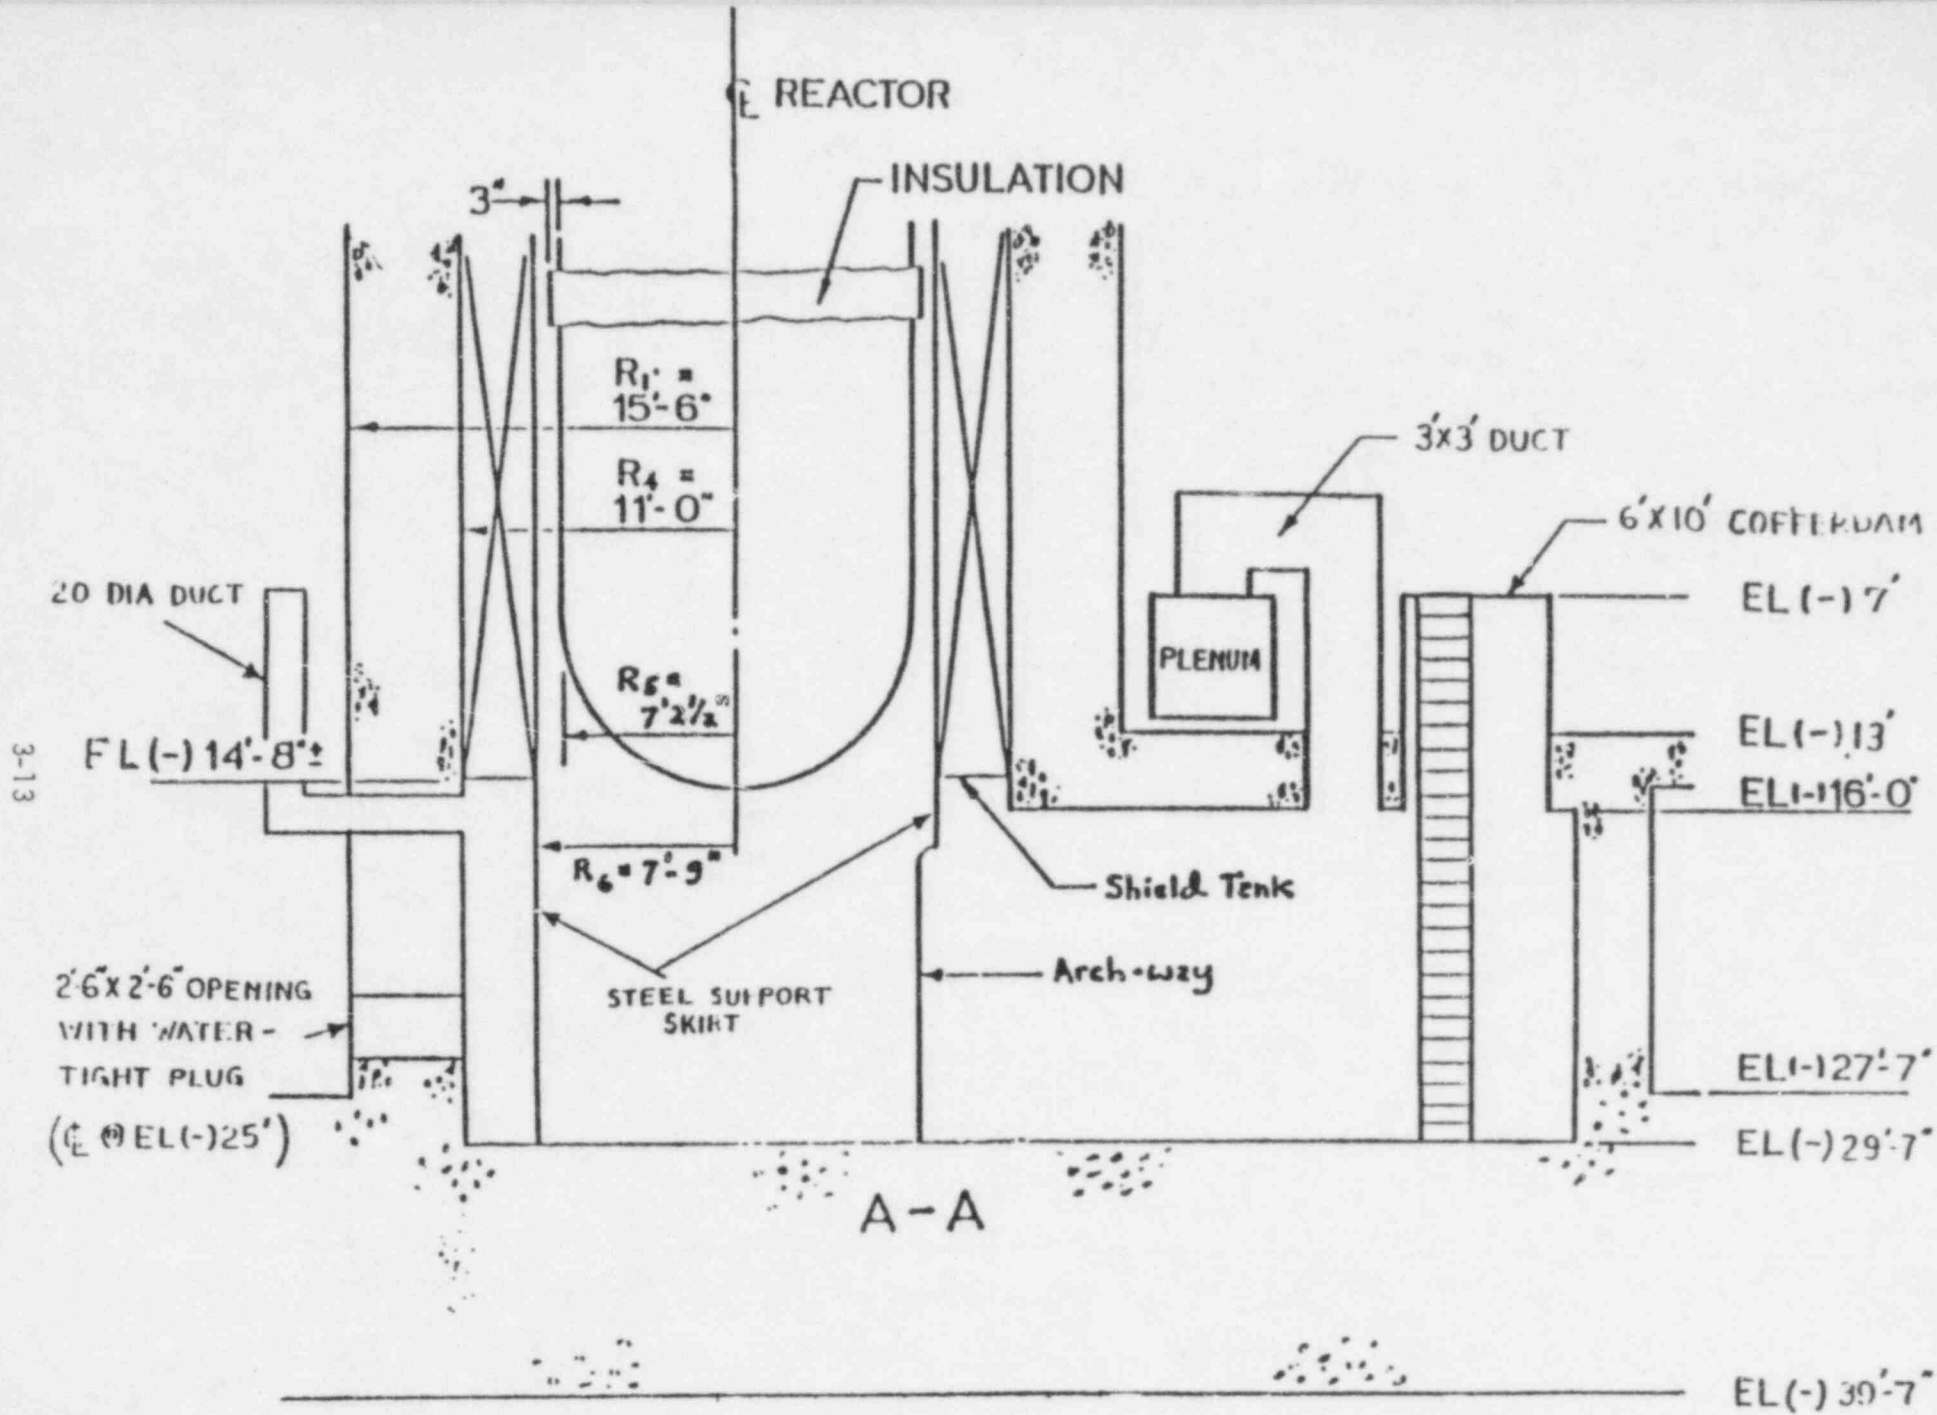 ℄ REACTOR
INSULATION
3"
R₁ =
15'-6"
R₄ =
11'-0"
3'X3' DUCT
6'X10' COFFERDAM
20 DIA DUCT
EL (-) 7'
PLENUM
R₅ =
7'2½"
EL(-)14'-8"±
EL(-)13'
EL(-)16'-0"
R₆ = 7'-9"
Shield Tank
Arch-way
STEEL SUPPORT
SKIRT
2'6"X2'-6" OPENING
WITH WATER-
TIGHT PLUG
(℄ @ EL(-)25')
EL(-)27'-7"
EL(-)29'-7"
A-A
EL(-)39'-7"
3-13